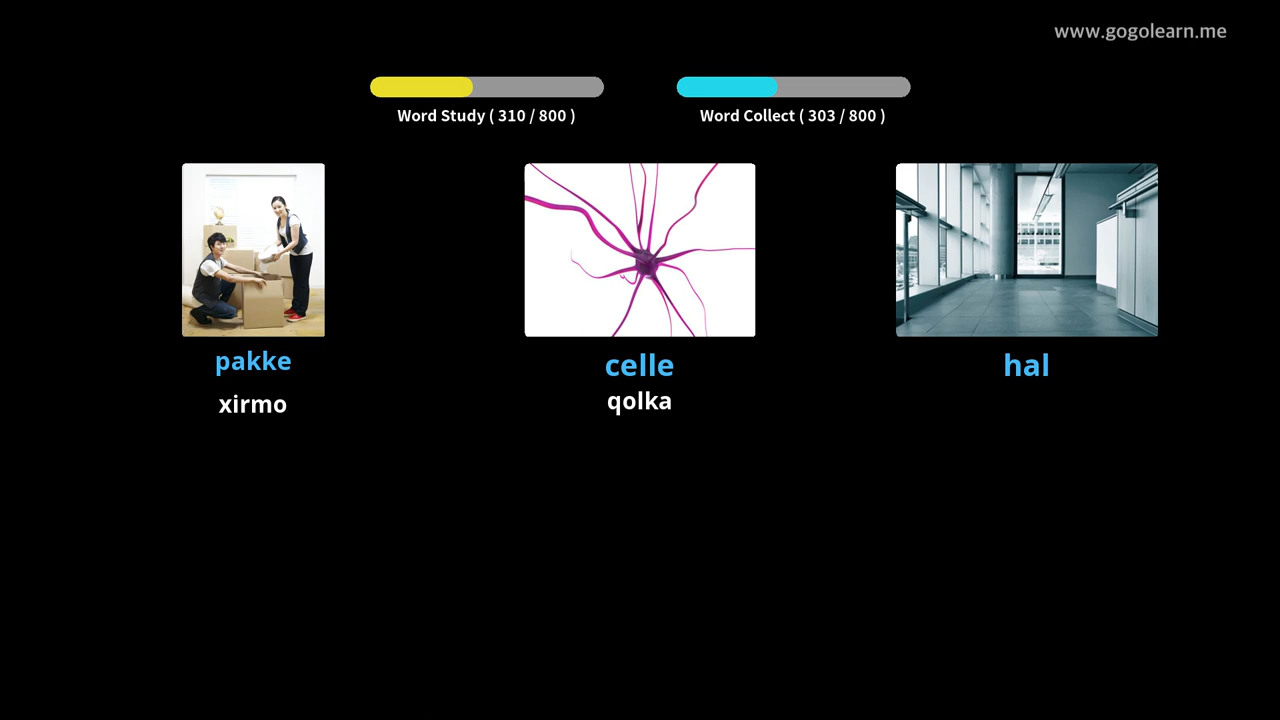 www.gogolearn.me
Word Study ( 310 / 800 )
Word Collect ( 303 / 800 )
pakke
xirmo
celle
qolka
hal